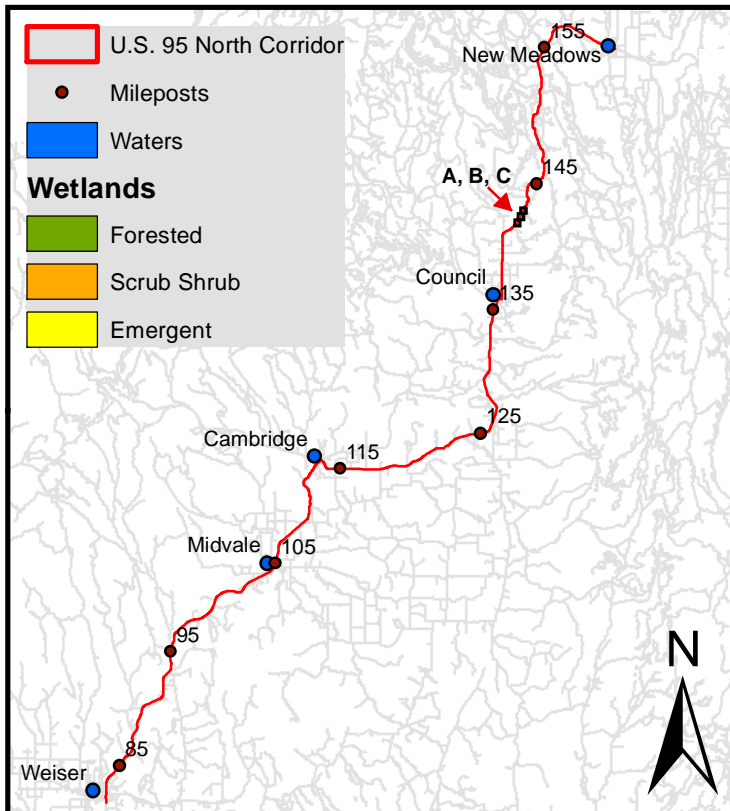 U.S. 95 North Corridor
Mileposts
Waters
Wetlands
Forested
Scrub Shrub
Emergent
155
New Meadows
145
A, B, C
Council
135
125
Cambridge
115
Midvale
105
95
N
85
Weiser